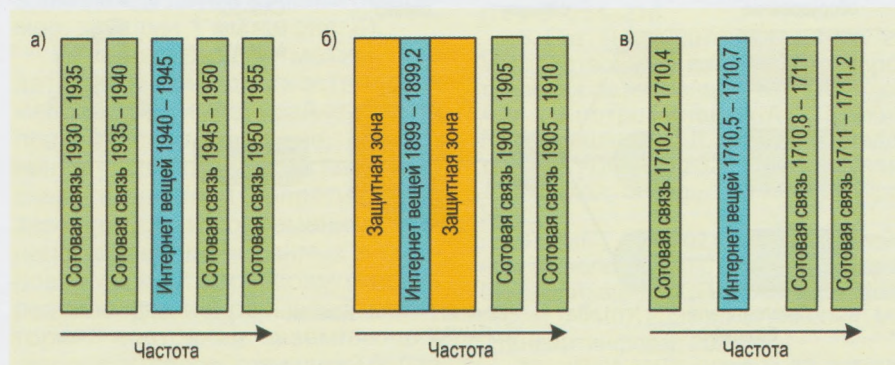 а)
Сотовая связь 1930 – 1935
Сотовая связь 1935 – 1940
Интернет вещей 1940 – 1945
Сотовая связь 1945 – 1950
Сотовая связь 1950 – 1955
Частота
б)
Защитная зона
Интернет вещей 1899 – 1899,2
Защитная зона
Сотовая связь 1900 – 1905
Сотовая связь 1905 – 1910
Частота
в)
Сотовая связь 1710,2 – 1710,4
Интернет вещей 1710,5 – 1710,7
Сотовая связь 1710,8 – 1711
Сотовая связь 1711 – 1711,2
Частота